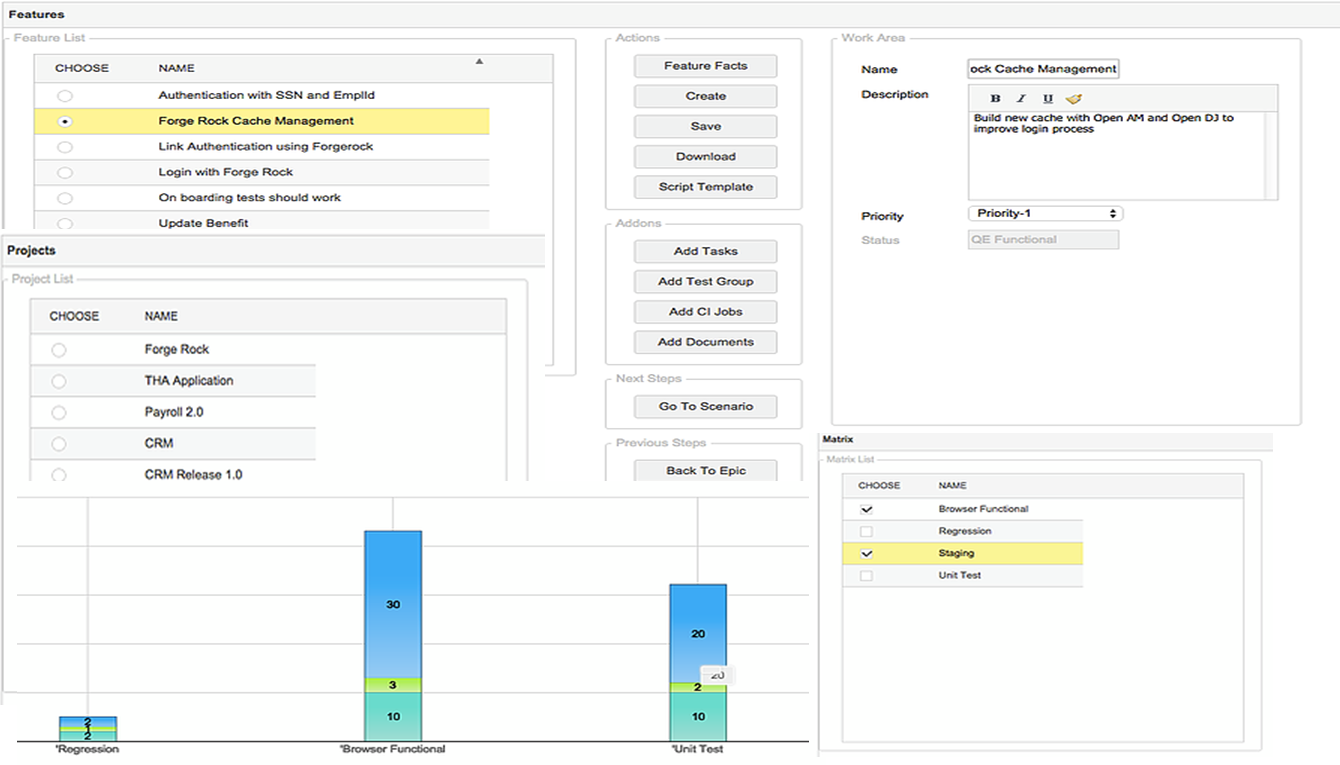 Features
Feature List
CHOOSE NAME
Authentication with SSN and EmplId
Forge Rock Cache Management
Link Authentication using Forgerock
Login with Forge Rock
On boarding tests should work
Update Benefit
Projects
Project List
CHOOSE NAME
Forge Rock
THA Application
Payroll 2.0
CRM
CRM Release 1.0
Actions
Feature Facts
Create
Save
Download
Script Template
Addons
Add Tasks
Add Test Group
Add CI Jobs
Add Documents
Next Steps
Go To Scenario
Previous Steps
Back To Epic
Work Area
Name ock Cache Management
Description
B I U
Build new cache with Open AM and Open DJ to
improve login process
Priority Priority-1
Status QE Functional
Matrix
Matrix List
CHOOSE NAME
Browser Functional
Regression
Staging
Unit Test
2
1
2
30
3
10
20
20
2
10
'Regression 'Browser Functional 'Unit Test